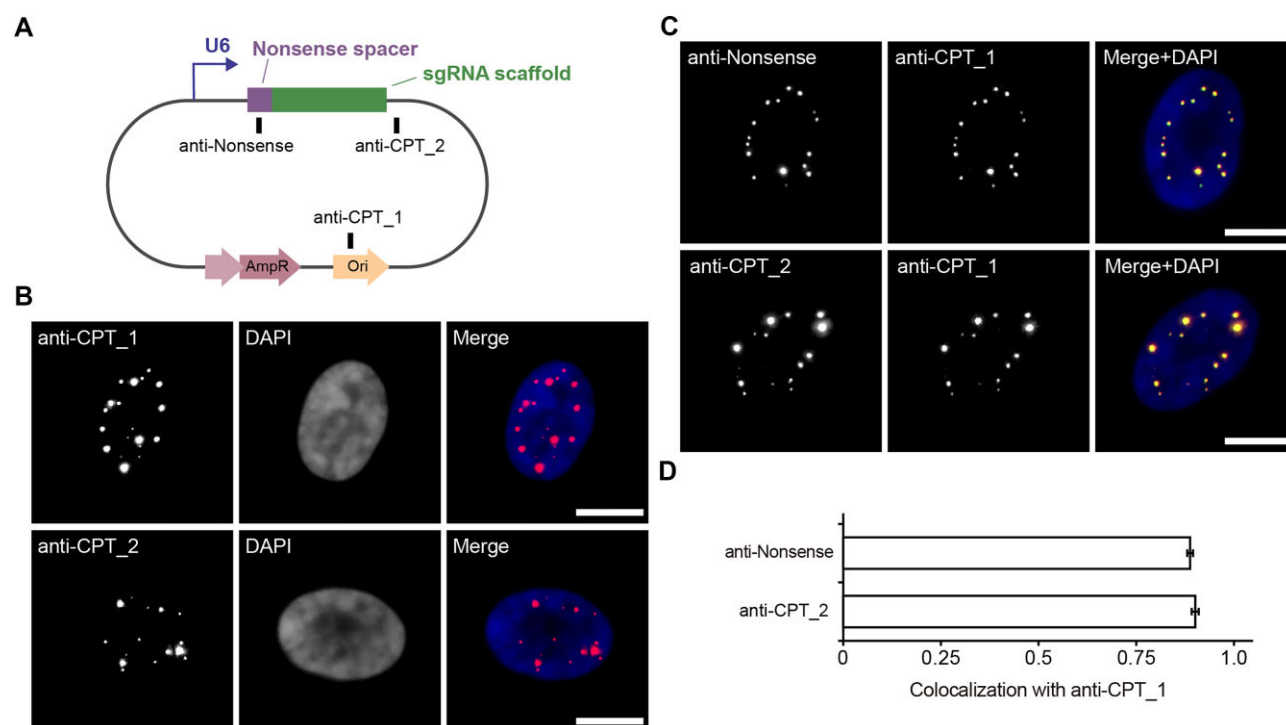 A
U6
Nonsense spacer
sgRNA scaffold
anti-Nonsense
anti-CPT_2
anti-CPT_1
AmpR
Ori
B
anti-CPT_1
DAPI
Merge
anti-CPT_2
DAPI
Merge
C
anti-Nonsense
anti-CPT_1
Merge+DAPI
anti-CPT_2
anti-CPT_1
Merge+DAPI
D
anti-Nonsense
anti-CPT_2
0
0.25
0.5
0.75
1.0
Colocalization with anti-CPT_1